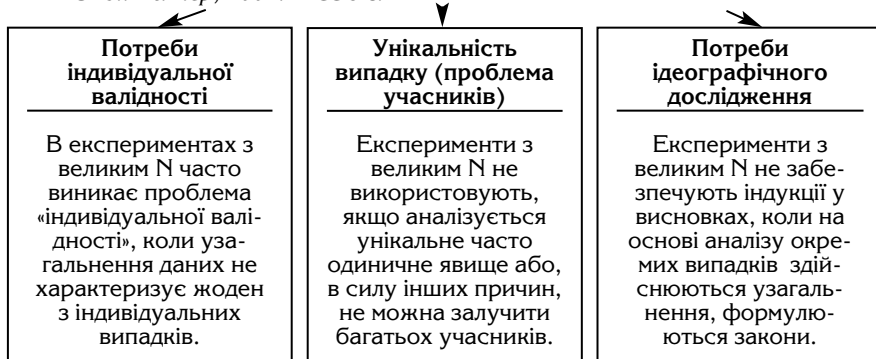 Потреби
індивідуальної
валідності
В експериментах з
великим N часто
виникає проблема
«індивідуальної валі-
дності», коли уза-
гальнення даних не
характеризує жоден
з індивідуальних
випадків.
Унікальність
випадку (проблема
учасників)
Експерименти з
великим N не
використовують,
якщо аналізується
унікальне часто
одиничне явище або,
в силу інших причин,
не можна залучити
багатьох учасників.
Потреби
ідеографічного
дослідження
Експерименти з
великим N не забе-
зпечують індукції у
висновках, коли на
основі аналізу окре-
мих випадків здій-
снюються узагаль-
нення, формулю-
ються закони.